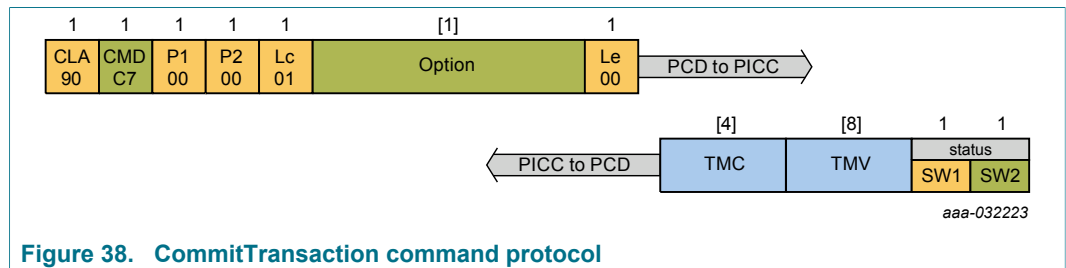 1 1 1 1 1 [1] 1
CLA CMD P1 P2 Lc Option Le
90 C7 00 00 01 00
PCD to PICC
[4] [8] 1 1
PICC to PCD TMC TMV status
SW1 SW2
aaa-032223
Figure 38. CommitTransaction command protocol